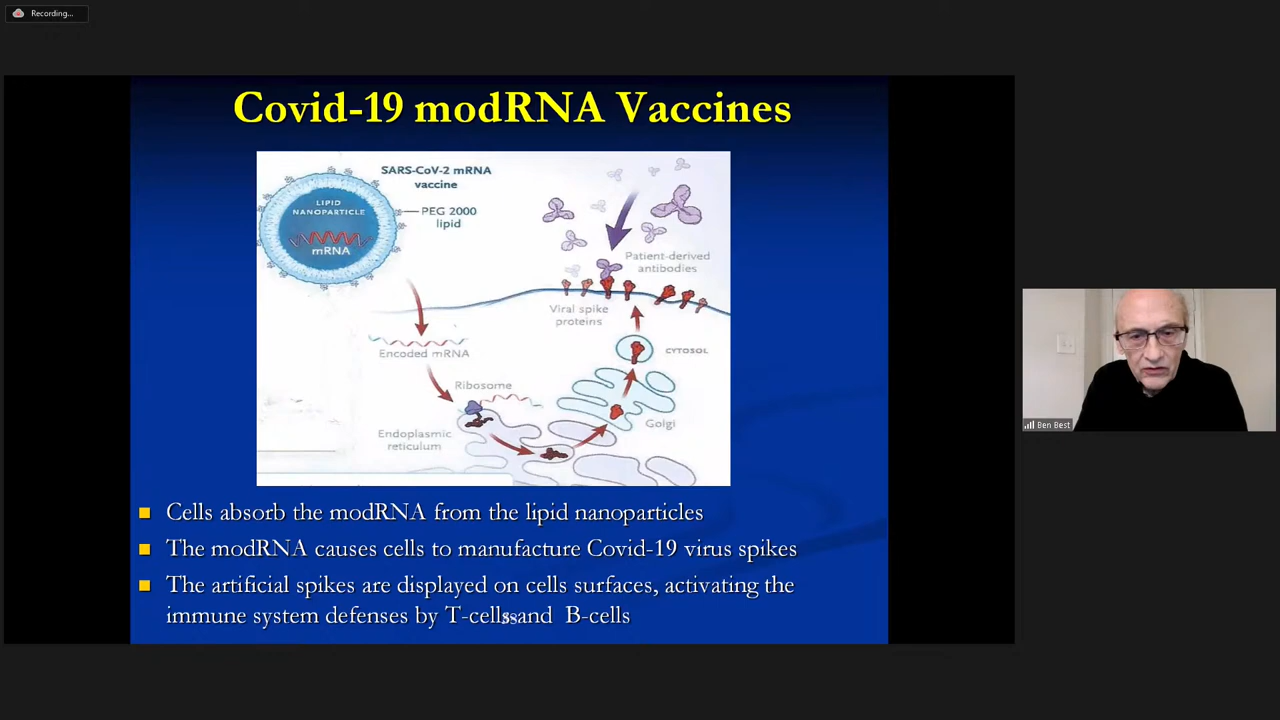 Recording...
Covid-19 modRNA Vaccines
SARS-CoV-2 mRNA
vaccine
LIPID
NANOPARTICLE
mRNA
PEG 2000
lipid
Patient-derived
antibodies
Viral spike
proteins
CYTOSOL
Encoded mRNA
Ribosome
Golgi
Endoplasmic
reticulum
Cells absorb the modRNA from the lipid nanoparticles
The modRNA causes cells to manufacture Covid-19 virus spikes
The artificial spikes are displayed on cells surfaces, activating the
immune system defenses by T-cells and B-cells
Ben Best